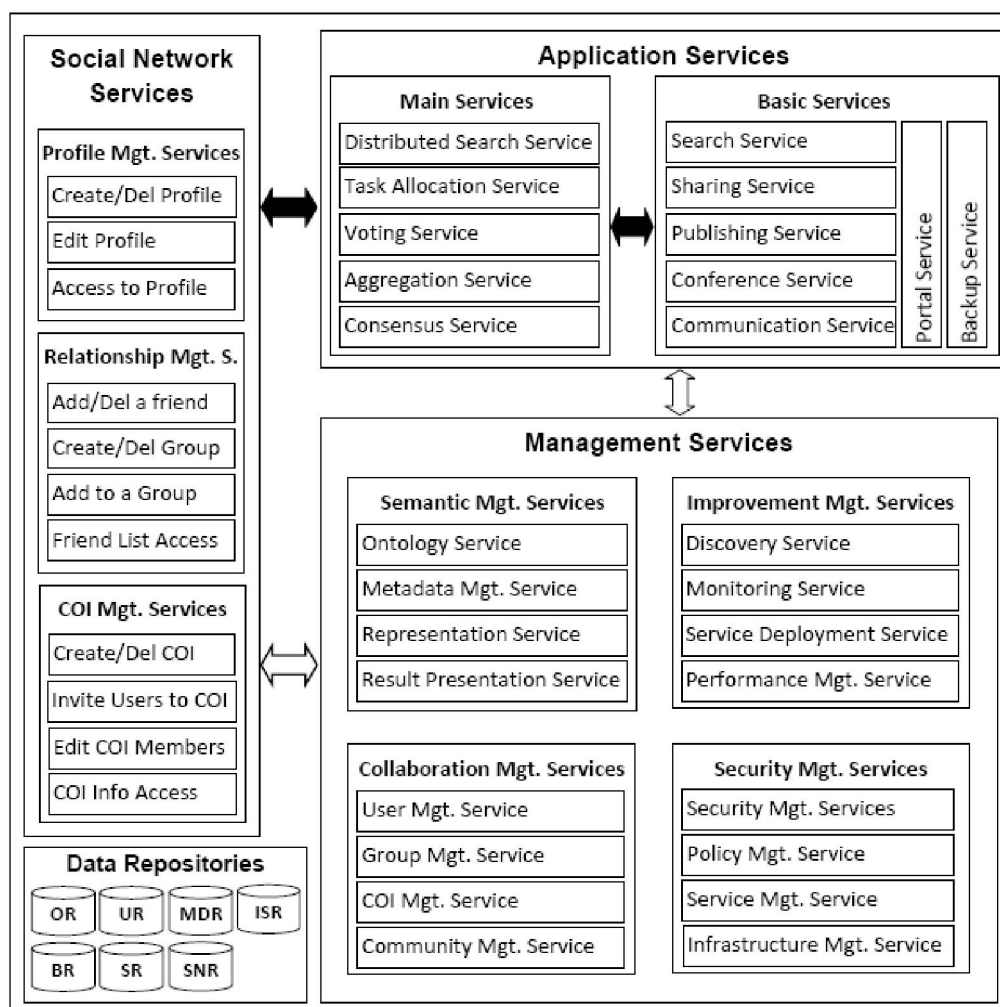 Social Network
Services
Profile Mgt. Services
Create/Del Profile
Edit Profile
Access to Profile
Relationship Mgt. S.
Add/Del a friend
Create/Del Group
Add to a Group
Friend List Access
COI Mgt. Services
Create/Del COI
Invite Users to COI
Edit COI Members
COI Info Access
Data Repositories
OR
UR
MDR
ISR
BR
SR
SNR
Application Services
Main Services
Distributed Search Service
Task Allocation Service
Voting Service
Aggregation Service
Consensus Service
Basic Services
Search Service
Sharing Service
Publishing Service
Conference Service
Communication Service
Portal Service
Backup Service
Management Services
Semantic Mgt. Services
Ontology Service
Metadata Mgt. Service
Representation Service
Result Presentation Service
Improvement Mgt. Services
Discovery Service
Monitoring Service
Service Deployment Service
Performance Mgt. Service
Collaboration Mgt. Services
User Mgt. Service
Group Mgt. Service
COI Mgt. Service
Community Mgt. Service
Security Mgt. Services
Security Mgt. Services
Policy Mgt. Service
Service Mgt. Service
Infrastructure Mgt. Service